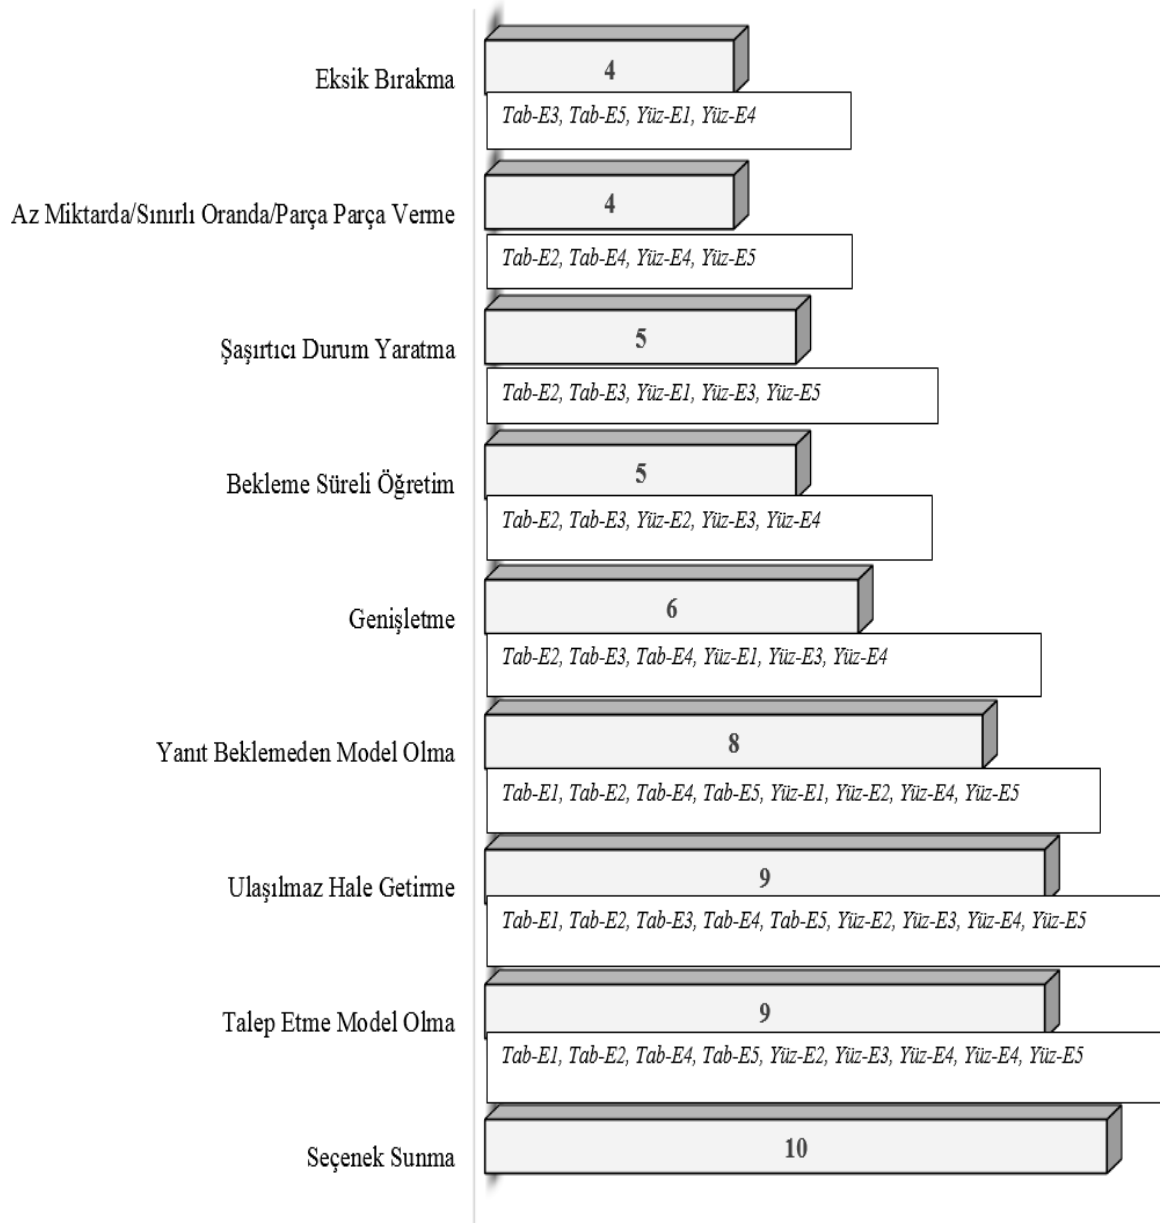 Eksik Bırakma
4
Tab-E3, Tab-E5, Yüz-E1, Yüz-E4
Az Miktarda/Sınırlı Oranda/Parça Parça Verme
4
Tab-E2, Tab-E4, Yüz-E4, Yüz-E5
Şaşırtıcı Durum Yaratma
5
Tab-E2, Tab-E3, Yüz-E1, Yüz-E3, Yüz-E5
Bekleme Süreli Öğretim
5
Tab-E2, Tab-E3, Yüz-E2, Yüz-E3, Yüz-E4
Genişletme
6
Tab-E2, Tab-E3, Tab-E4, Yüz-E1, Yüz-E3, Yüz-E4
Yanıt Beklemeden Model Olma
8
Tab-E1, Tab-E2, Tab-E4, Tab-E5, Yüz-E1, Yüz-E2, Yüz-E4, Yüz-E5
Ulaşılmaz Hale Getirme
9
Tab-E1, Tab-E2, Tab-E3, Tab-E4, Tab-E5, Yüz-E2, Yüz-E3, Yüz-E4, Yüz-E5
Talep Etme Model Olma
9
Tab-E1, Tab-E2, Tab-E4, Tab-E5, Yüz-E2, Yüz-E3, Yüz-E4, Yüz-E4, Yüz-E5
Seçenek Sunma
10